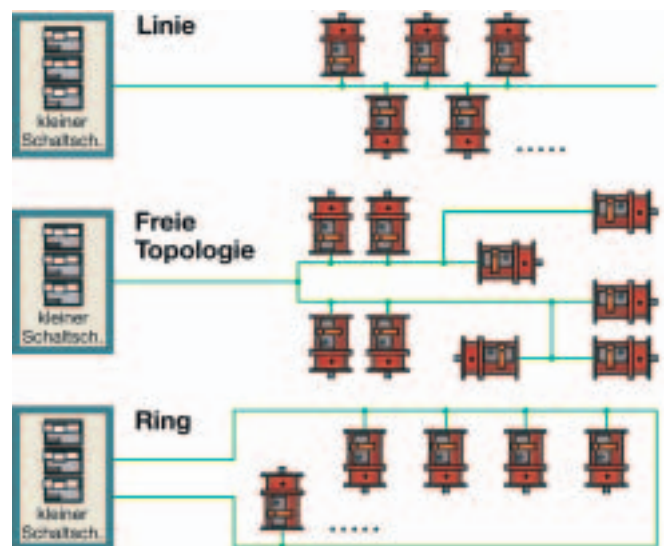 Linie
kleiner
Schaltsch.
Freie
Topologie
kleiner
Schaltsch.
Ring
kleiner
Schaltsch.